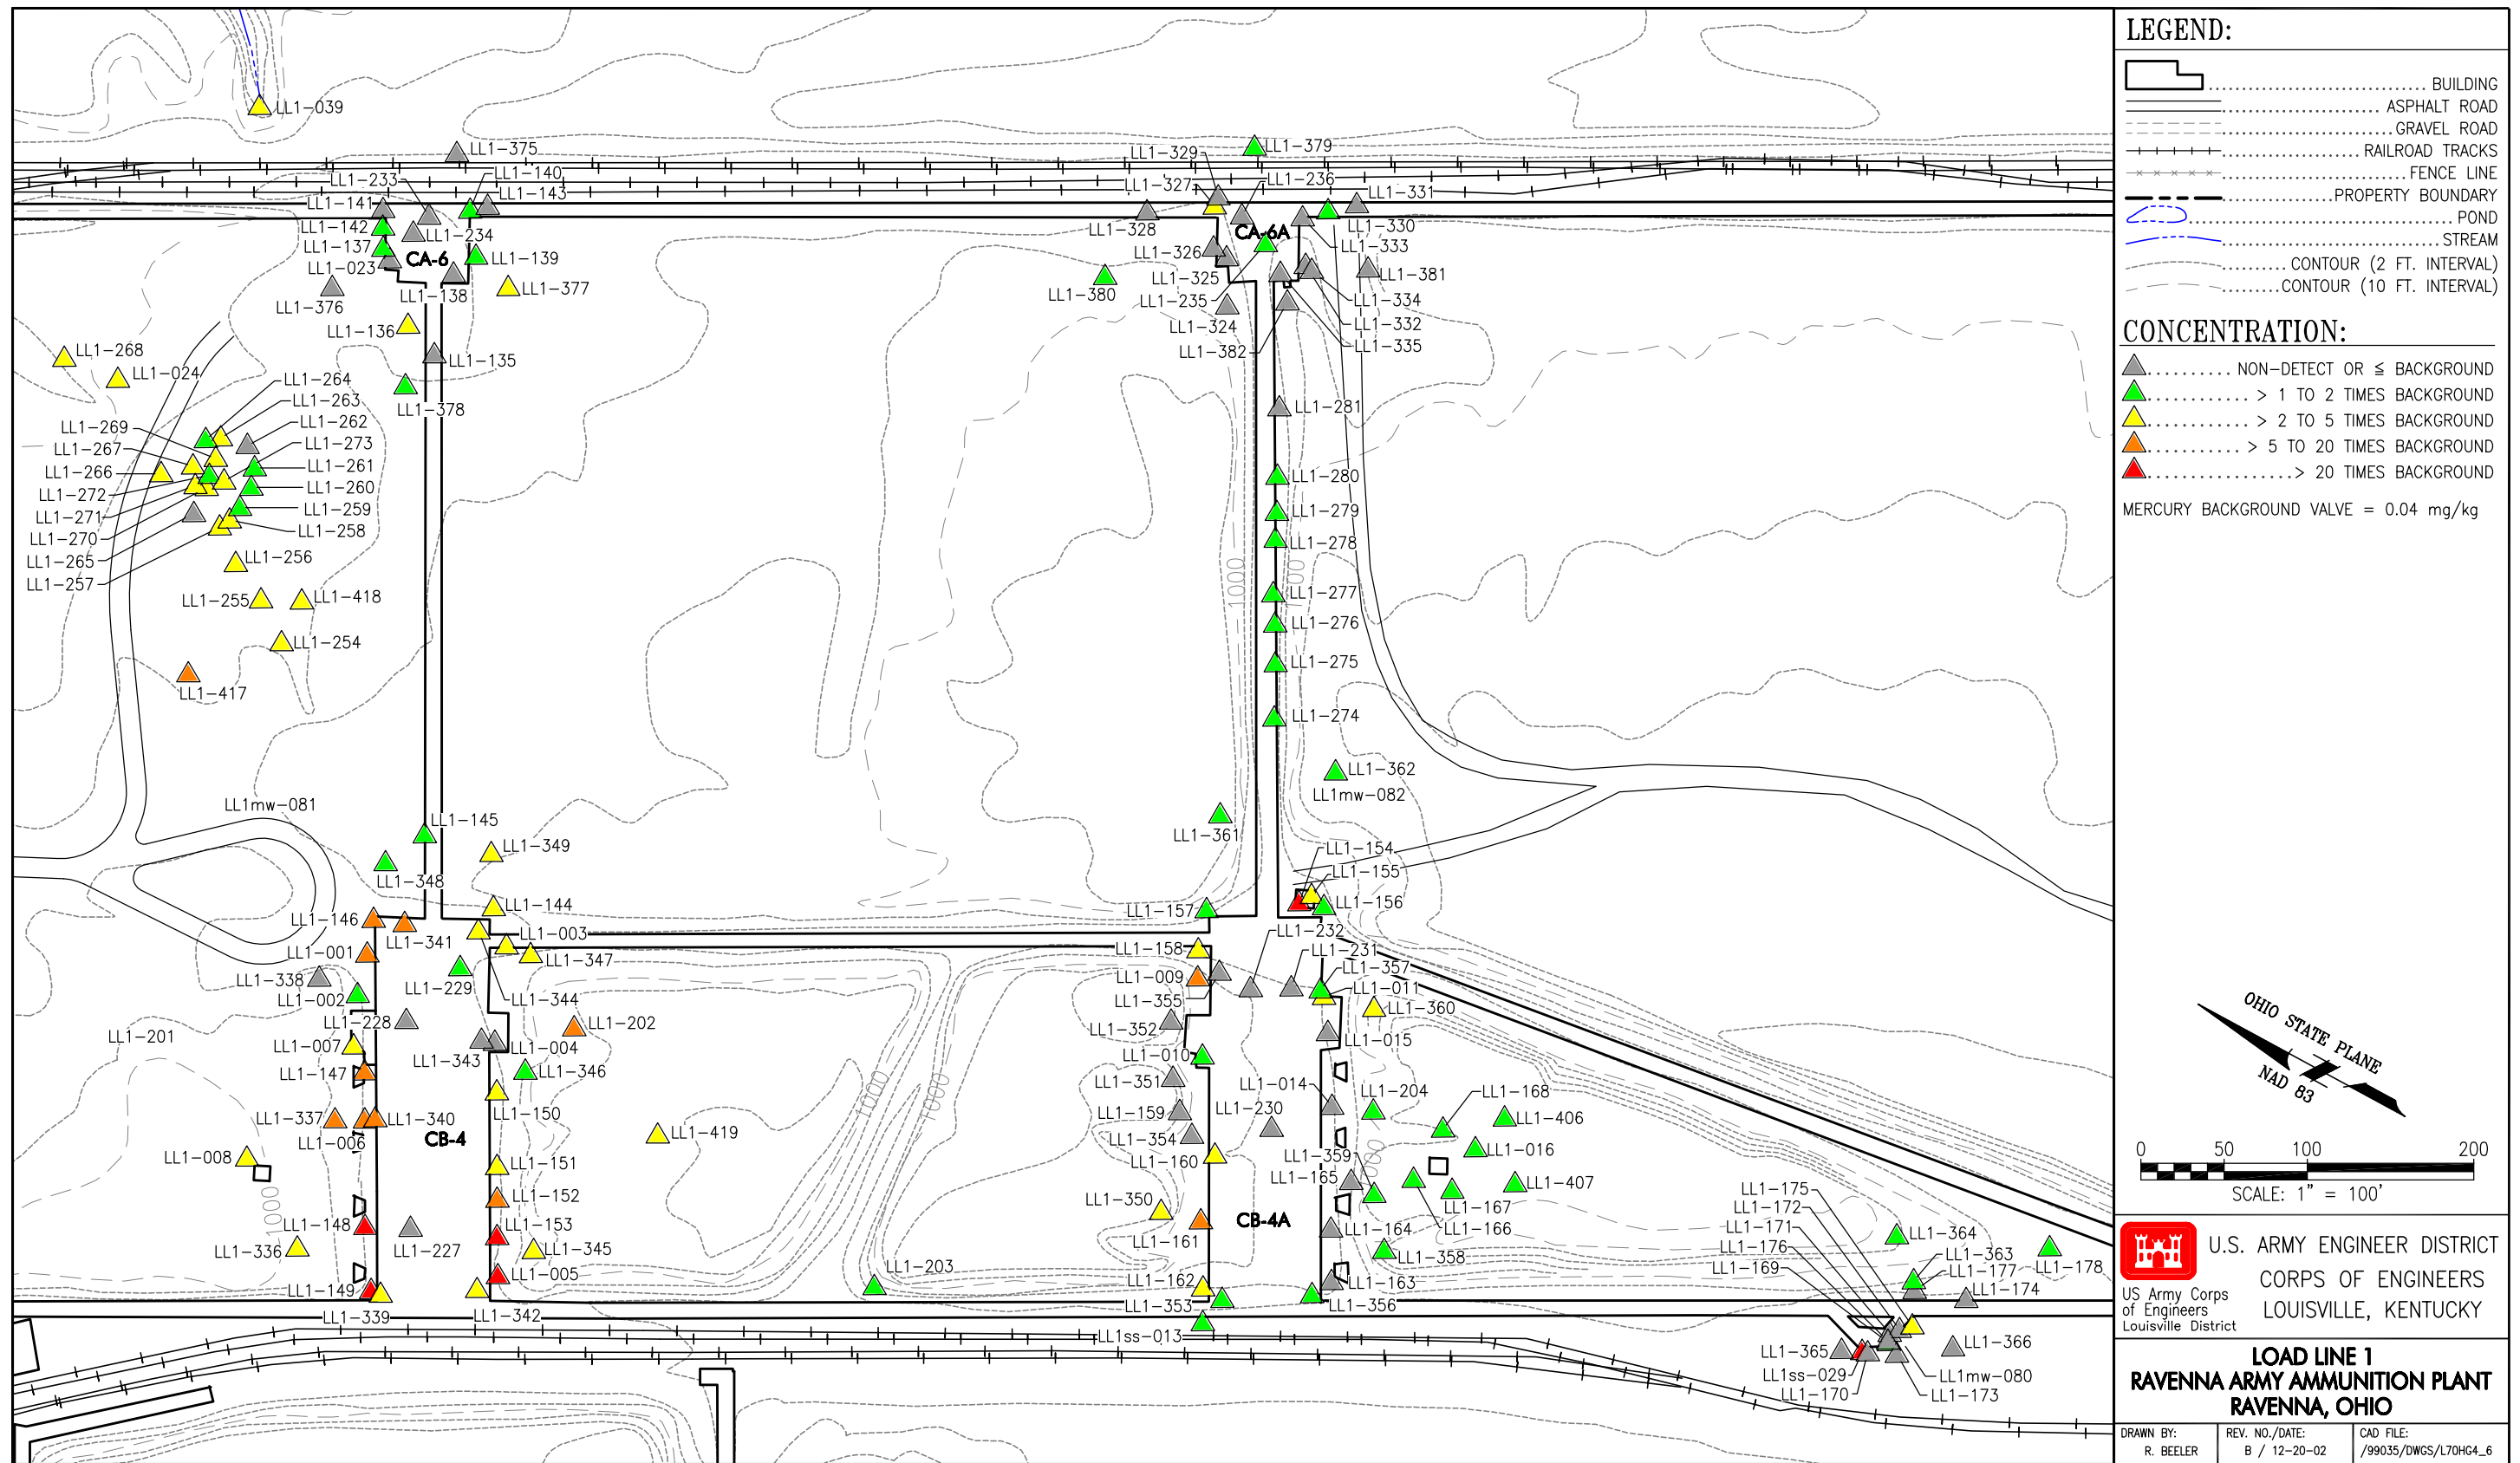 LL1-039
LL1-375
LL1-329
LL1-379
LL1-233
LL1-140
LL1-143
LL1-327
LL1-236
LL1-331
LL1-141
LL1-142
LL1-234
LL1-137
LL1-023
CA-6
LL1-139
LL1-328
CA-6A
LL1-330
LL1-333
LL1-326
LL1-325
LL1-381
LL1-376
LL1-138
LL1-377
LL1-380
LL1-235
LL1-334
LL1-136
LL1-324
LL1-332
LL1-335
LL1-382
LL1-268
LL1-024
LL1-135
LL1-264
LL1-263
LL1-378
LL1-281
LL1-269
LL1-262
LL1-267
LL1-273
LL1-266
LL1-261
LL1-280
LL1-272
LL1-260
LL1-271
LL1-259
LL1-279
LL1-270
LL1-258
LL1-278
LL1-265
LL1-256
LL1-257
1000
LL1-255
LL1-418
LL1-277
LL1-276
LL1-254
LL1-275
LL1-417
LL1-274
LL1-362
LL1mw-082
LL1mw-081
LL1-145
LL1-361
LL1-349
LL1-154
LL1-348
LL1-155
LL1-144
LL1-157
LL1-156
LL1-146
LL1-341
LL1-003
LL1-232
LL1-001
LL1-347
LL1-158
LL1-231
LL1-338
LL1-229
LL1-009
LL1-357
LL1-002
LL1-344
LL1-355
LL1-011
LL1-228
LL1-202
LL1-352
LL1-360
LL1-201
LL1-007
LL1-343
LL1-004
LL1-015
LL1-147
LL1-346
LL1-010
LL1-351
LL1-014
1000
1000
LL1-204
LL1-168
LL1-337
LL1-340
LL1-150
LL1-159
LL1-230
LL1-406
LL1-006
CB-4
LL1-419
LL1-354
LL1-016
LL1-008
LL1-151
LL1-160
LL1-359
LL1-165
LL1-407
1000
LL1-152
LL1-350
LL1-167
LL1-148
LL1-227
LL1-153
LL1-161
CB-4A
LL1-164
LL1-166
LL1-336
LL1-345
LL1-358
LL1-005
LL1-203
LL1-162
LL1-163
LL1-149
LL1-353
LL1-356
LL1-339
LL1-342
LL1ss-013
LL1-175
LL1-172
LL1-171
LL1-176
LL1-169
LL1-364
LL1-363
LL1-177
LL1-178
LL1-174
LL1-365
LL1-366
LL1ss-029
LL1mw-080
LL1-170
LL1-173
LEGEND:
BUILDING
ASPHALT ROAD
GRAVEL ROAD
RAILROAD TRACKS
FENCE LINE
PROPERTY BOUNDARY
POND
STREAM
CONTOUR (2 FT. INTERVAL)
CONTOUR (10 FT. INTERVAL)
CONCENTRATION:
NON-DETECT OR ≤ BACKGROUND
> 1 TO 2 TIMES BACKGROUND
> 2 TO 5 TIMES BACKGROUND
> 5 TO 20 TIMES BACKGROUND
> 20 TIMES BACKGROUND
MERCURY BACKGROUND VALVE = 0.04 mg/kg
OHIO STATE PLANE
NAD 83
0 50 100 200
SCALE: 1" = 100'
U.S. ARMY ENGINEER DISTRICT
CORPS OF ENGINEERS
LOUISVILLE, KENTUCKY
US Army Corps
of Engineers
Louisville District
LOAD LINE 1
RAVENNA ARMY AMMUNITION PLANT
RAVENNA, OHIO
DRAWN BY:
R. BEELER
REV. NO./DATE:
B / 12-20-02
CAD FILE:
/99035/DWGS/L70HG4_6